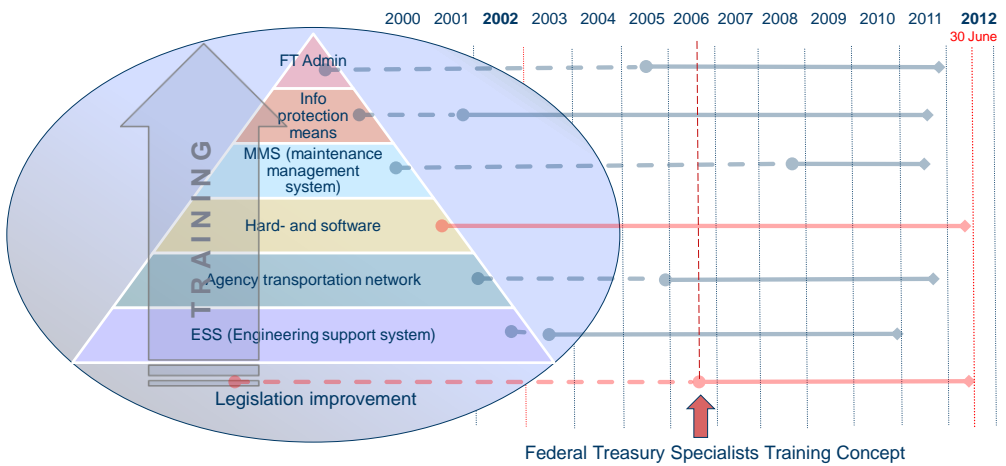 2000 2001 2002 2003 2004 2005 2006 2007 2008 2009 2010 2011 2012
30 June
FT Admin
Info
protection
means
MMS (maintenance
management
system)
Hard- and software
Agency transportation network
ESS (Engineering support system)
Legislation improvement
TRAINING
Federal Treasury Specialists Training Concept